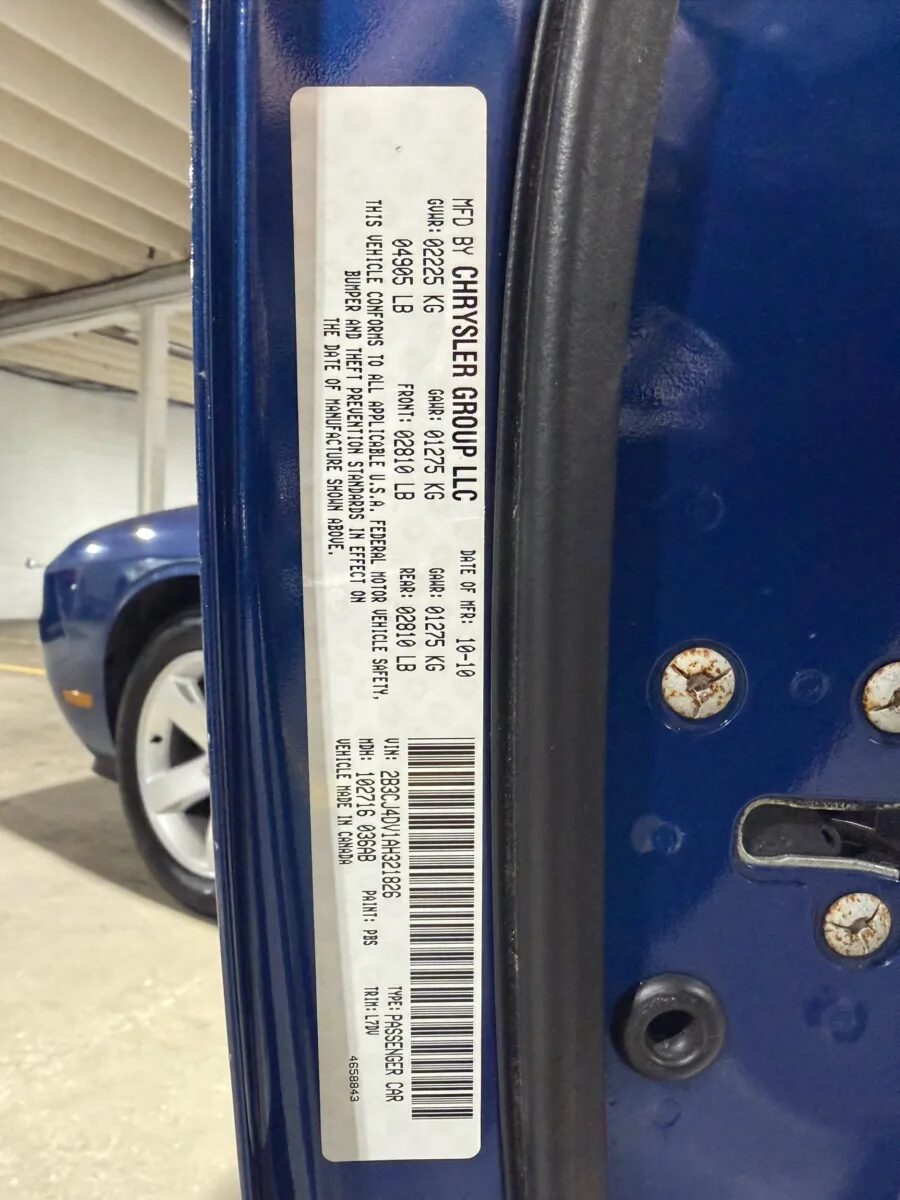 MFD BY CHRYSLER GROUP LLC DATE OF MFR: 10-10
GVWR: 02225 KG GAWR: 01275 KG GAWR: 01275 KG
04905 LB FRONT: 02810 LB REAR: 02810 LB
THIS VEHICLE CONFORMS TO ALL APPLICABLE U.S.A. FEDERAL MOTOR VEHICLE SAFETY,
BUMPER AND THEFT PREVENTION STANDARDS IN EFFECT ON
THE DATE OF MANUFACTURE SHOWN ABOVE.
VIN: 2B3CJ4DV1AH321826 TYPE: PASSENGER CAR
MDH: 102716 036AB PAINT: PBS TRIM: L7DV
VEHICLE MADE IN CANADA 4658843